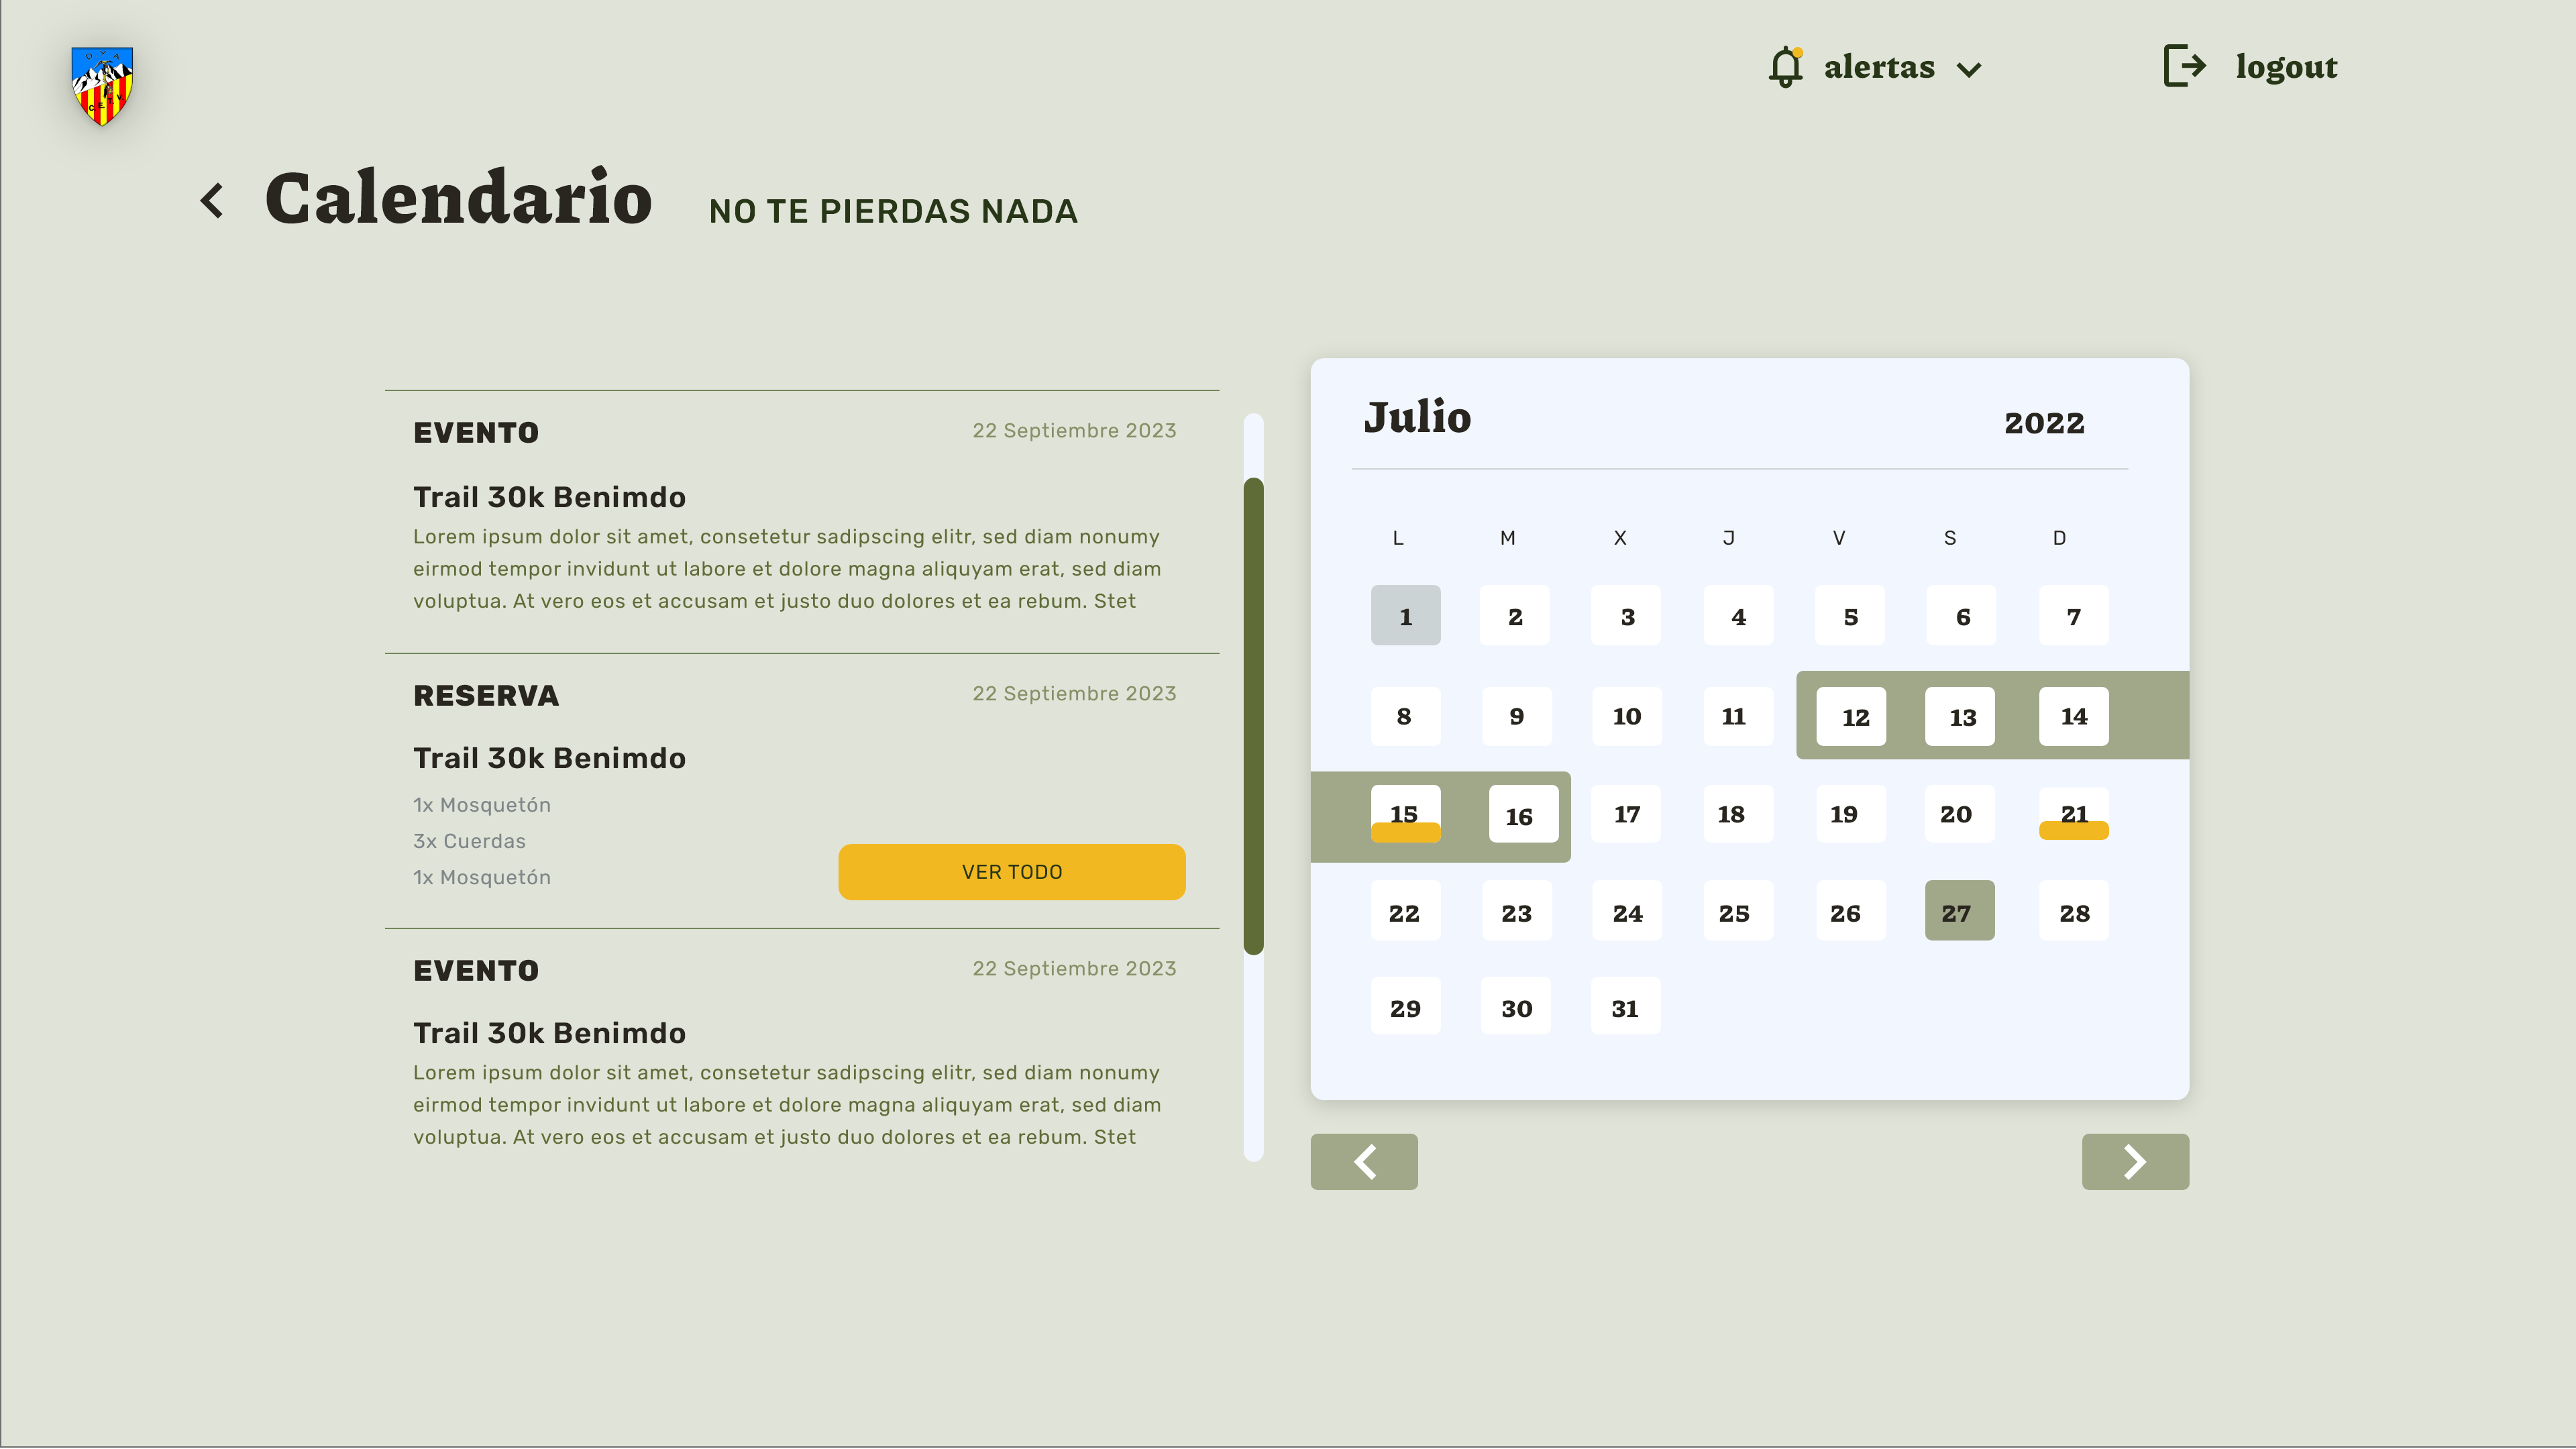 alertas
logout
Calendario
NO TE PIERDAS NADA
EVENTO
22 Septiembre 2023
Trail 30k Benimdo
Lorem ipsum dolor sit amet, consetetur sadipscing elitr, sed diam nonumy
eirmod tempor invidunt ut labore et dolore magna aliquyam erat, sed diam
voluptua. At vero eos et accusam et justo duo dolores et ea rebum. Stet
RESERVA
22 Septiembre 2023
Trail 30k Benimdo
1x Mosquetón
3x Cuerdas
1x Mosquetón
VER TODO
EVENTO
22 Septiembre 2023
Trail 30k Benimdo
Lorem ipsum dolor sit amet, consetetur sadipscing elitr, sed diam nonumy
eirmod tempor invidunt ut labore et dolore magna aliquyam erat, sed diam
voluptua. At vero eos et accusam et justo duo dolores et ea rebum. Stet
Julio
2022
L M X J V S D
1 2 3 4 5 6 7
8 9 10 11 12 13 14
15 16 17 18 19 20 21
22 23 24 25 26 27 28
29 30 31